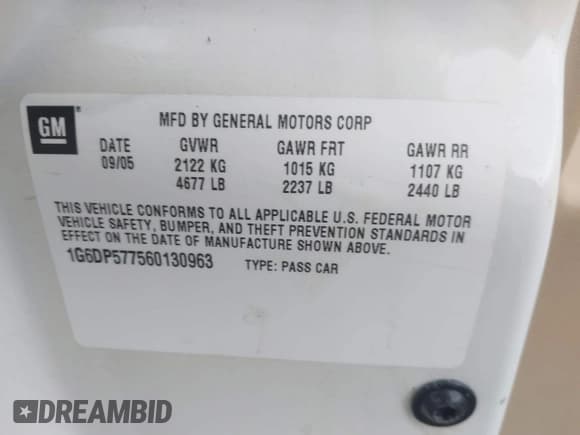 GM
MFD BY GENERAL MOTORS CORP
DATE GVWR GAWR FRT GAWR RR
09/05 2122 KG 1015 KG 1107 KG
4677 LB 2237 LB 2440 LB
THIS VEHICLE CONFORMS TO ALL APPLICABLE U.S. FEDERAL MOTOR
VEHICLE SAFETY, BUMPER, AND THEFT PREVENTION STANDARDS IN
EFFECT ON THE DATE OF MANUFACTURE SHOWN ABOVE.
1G6DP577560130963 TYPE: PASS CAR
DREAMBID